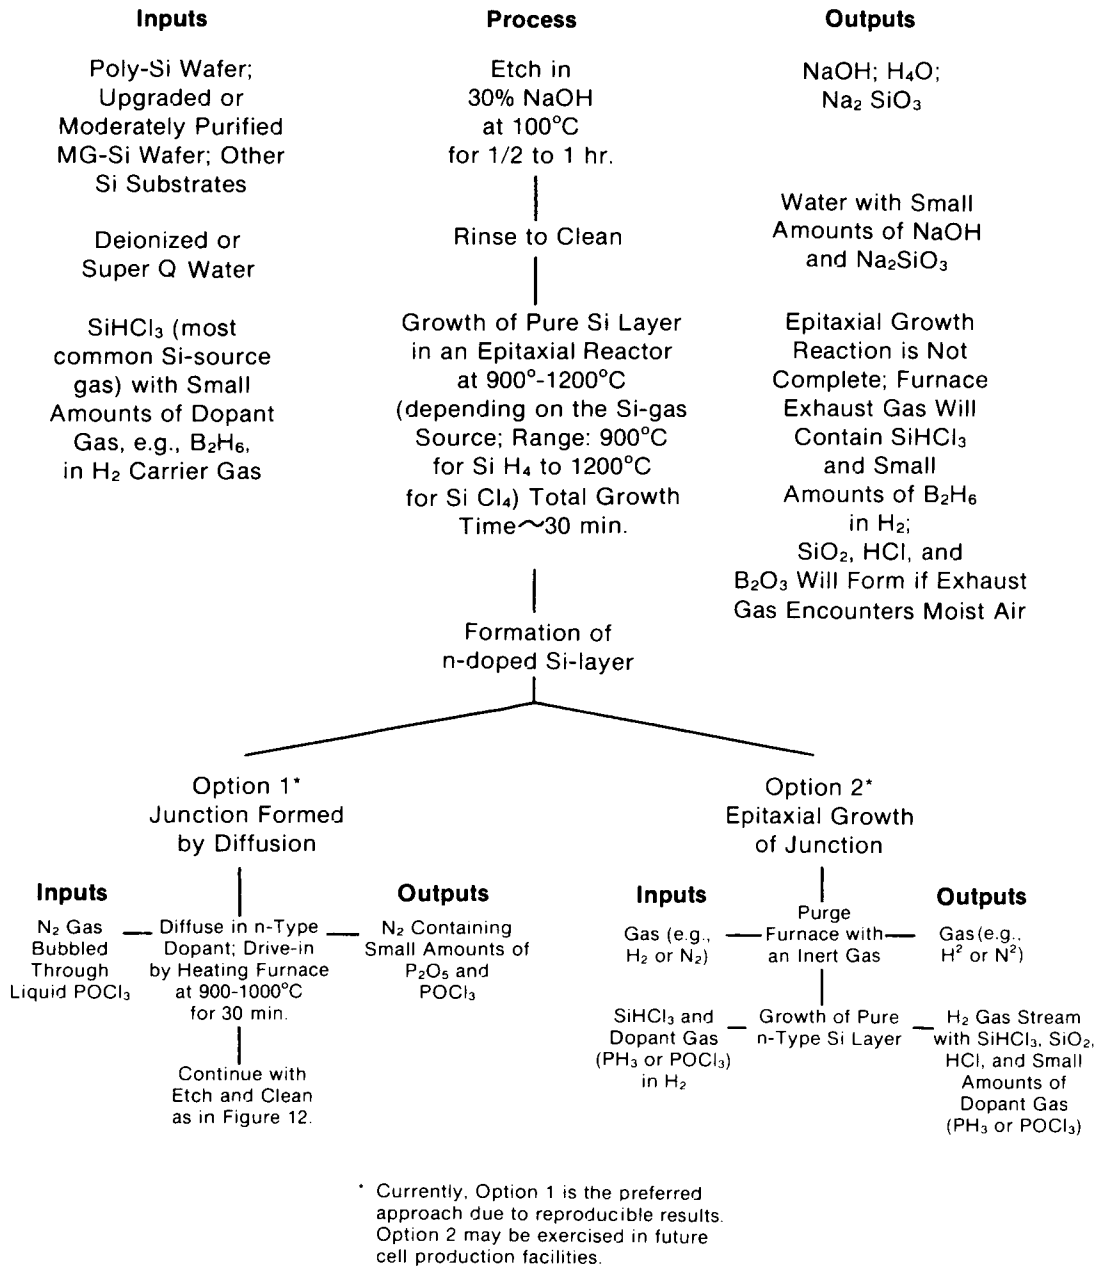 Inputs
Process
Outputs
Poly-Si Wafer;
Upgraded or
Moderately Purified
MG-Si Wafer; Other
Si Substrates
Etch in
30% NaOH
at 100°C
for 1/2 to 1 hr.
NaOH; H₄O;
Na₂ SiO₃
Deionized or
Super Q Water
Rinse to Clean
Water with Small
Amounts of NaOH
and Na₂SiO₃
SiHCl₃ (most
common Si-source
gas) with Small
Amounts of Dopant
Gas, e.g., B₂H₆,
in H₂ Carrier Gas
Growth of Pure Si Layer
in an Epitaxial Reactor
at 900°-1200°C
(depending on the Si-gas
Source; Range: 900°C
for Si H₄ to 1200°C
for Si Cl₄) Total Growth
Time~30 min.
Epitaxial Growth
Reaction is Not
Complete; Furnace
Exhaust Gas Will
Contain SiHCl₃
and Small
Amounts of B₂H₆
in H₂;
SiO₂, HCl, and
B₂O₃ Will Form if Exhaust
Gas Encounters Moist Air
Formation of
n-doped Si-layer
Option 1*
Junction Formed
by Diffusion
Inputs
Outputs
N₂ Gas
Bubbled
Through
Liquid POCl₃
Diffuse in n-Type
Dopant; Drive-in
by Heating Furnace
at 900-1000°C
for 30 min.
N₂ Containing
Small Amounts of
P₂O₅ and
POCl₃
Continue with
Etch and Clean
as in Figure 12.
Option 2*
Epitaxial Growth
of Junction
Inputs
Outputs
Gas (e.g.,
H₂ or N₂)
Purge
Furnace with
an Inert Gas
Gas (e.g.,
H² or N²)
SiHCl₃ and
Dopant Gas
(PH₃ or POCl₃)
in H₂
Growth of Pure
n-Type Si Layer
H₂ Gas Stream
with SiHCl₃, SiO₂,
HCl, and Small
Amounts of
Dopant Gas
(PH₃ or POCl₃)
* Currently, Option 1 is the preferred
approach due to reproducible results.
Option 2 may be exercised in future
cell production facilities.